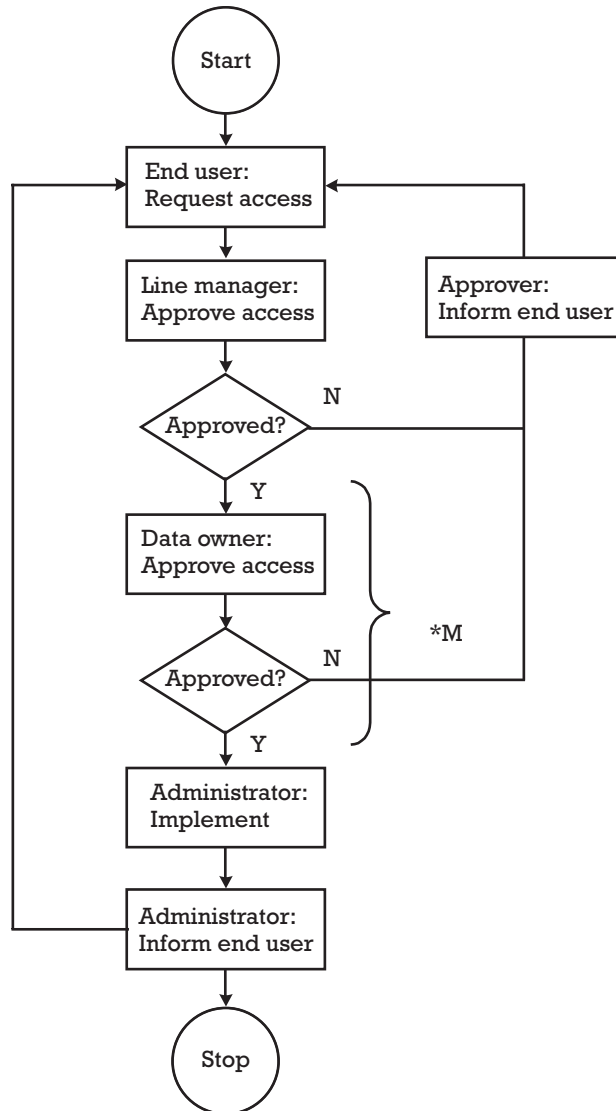 Start
End user:
Request access
Line manager:
Approve access
Approver:
Inform end user
N
Approved?
Y
Data owner:
Approve access
*M
N
Approved?
Y
Administrator:
Implement
Administrator:
Inform end user
Stop